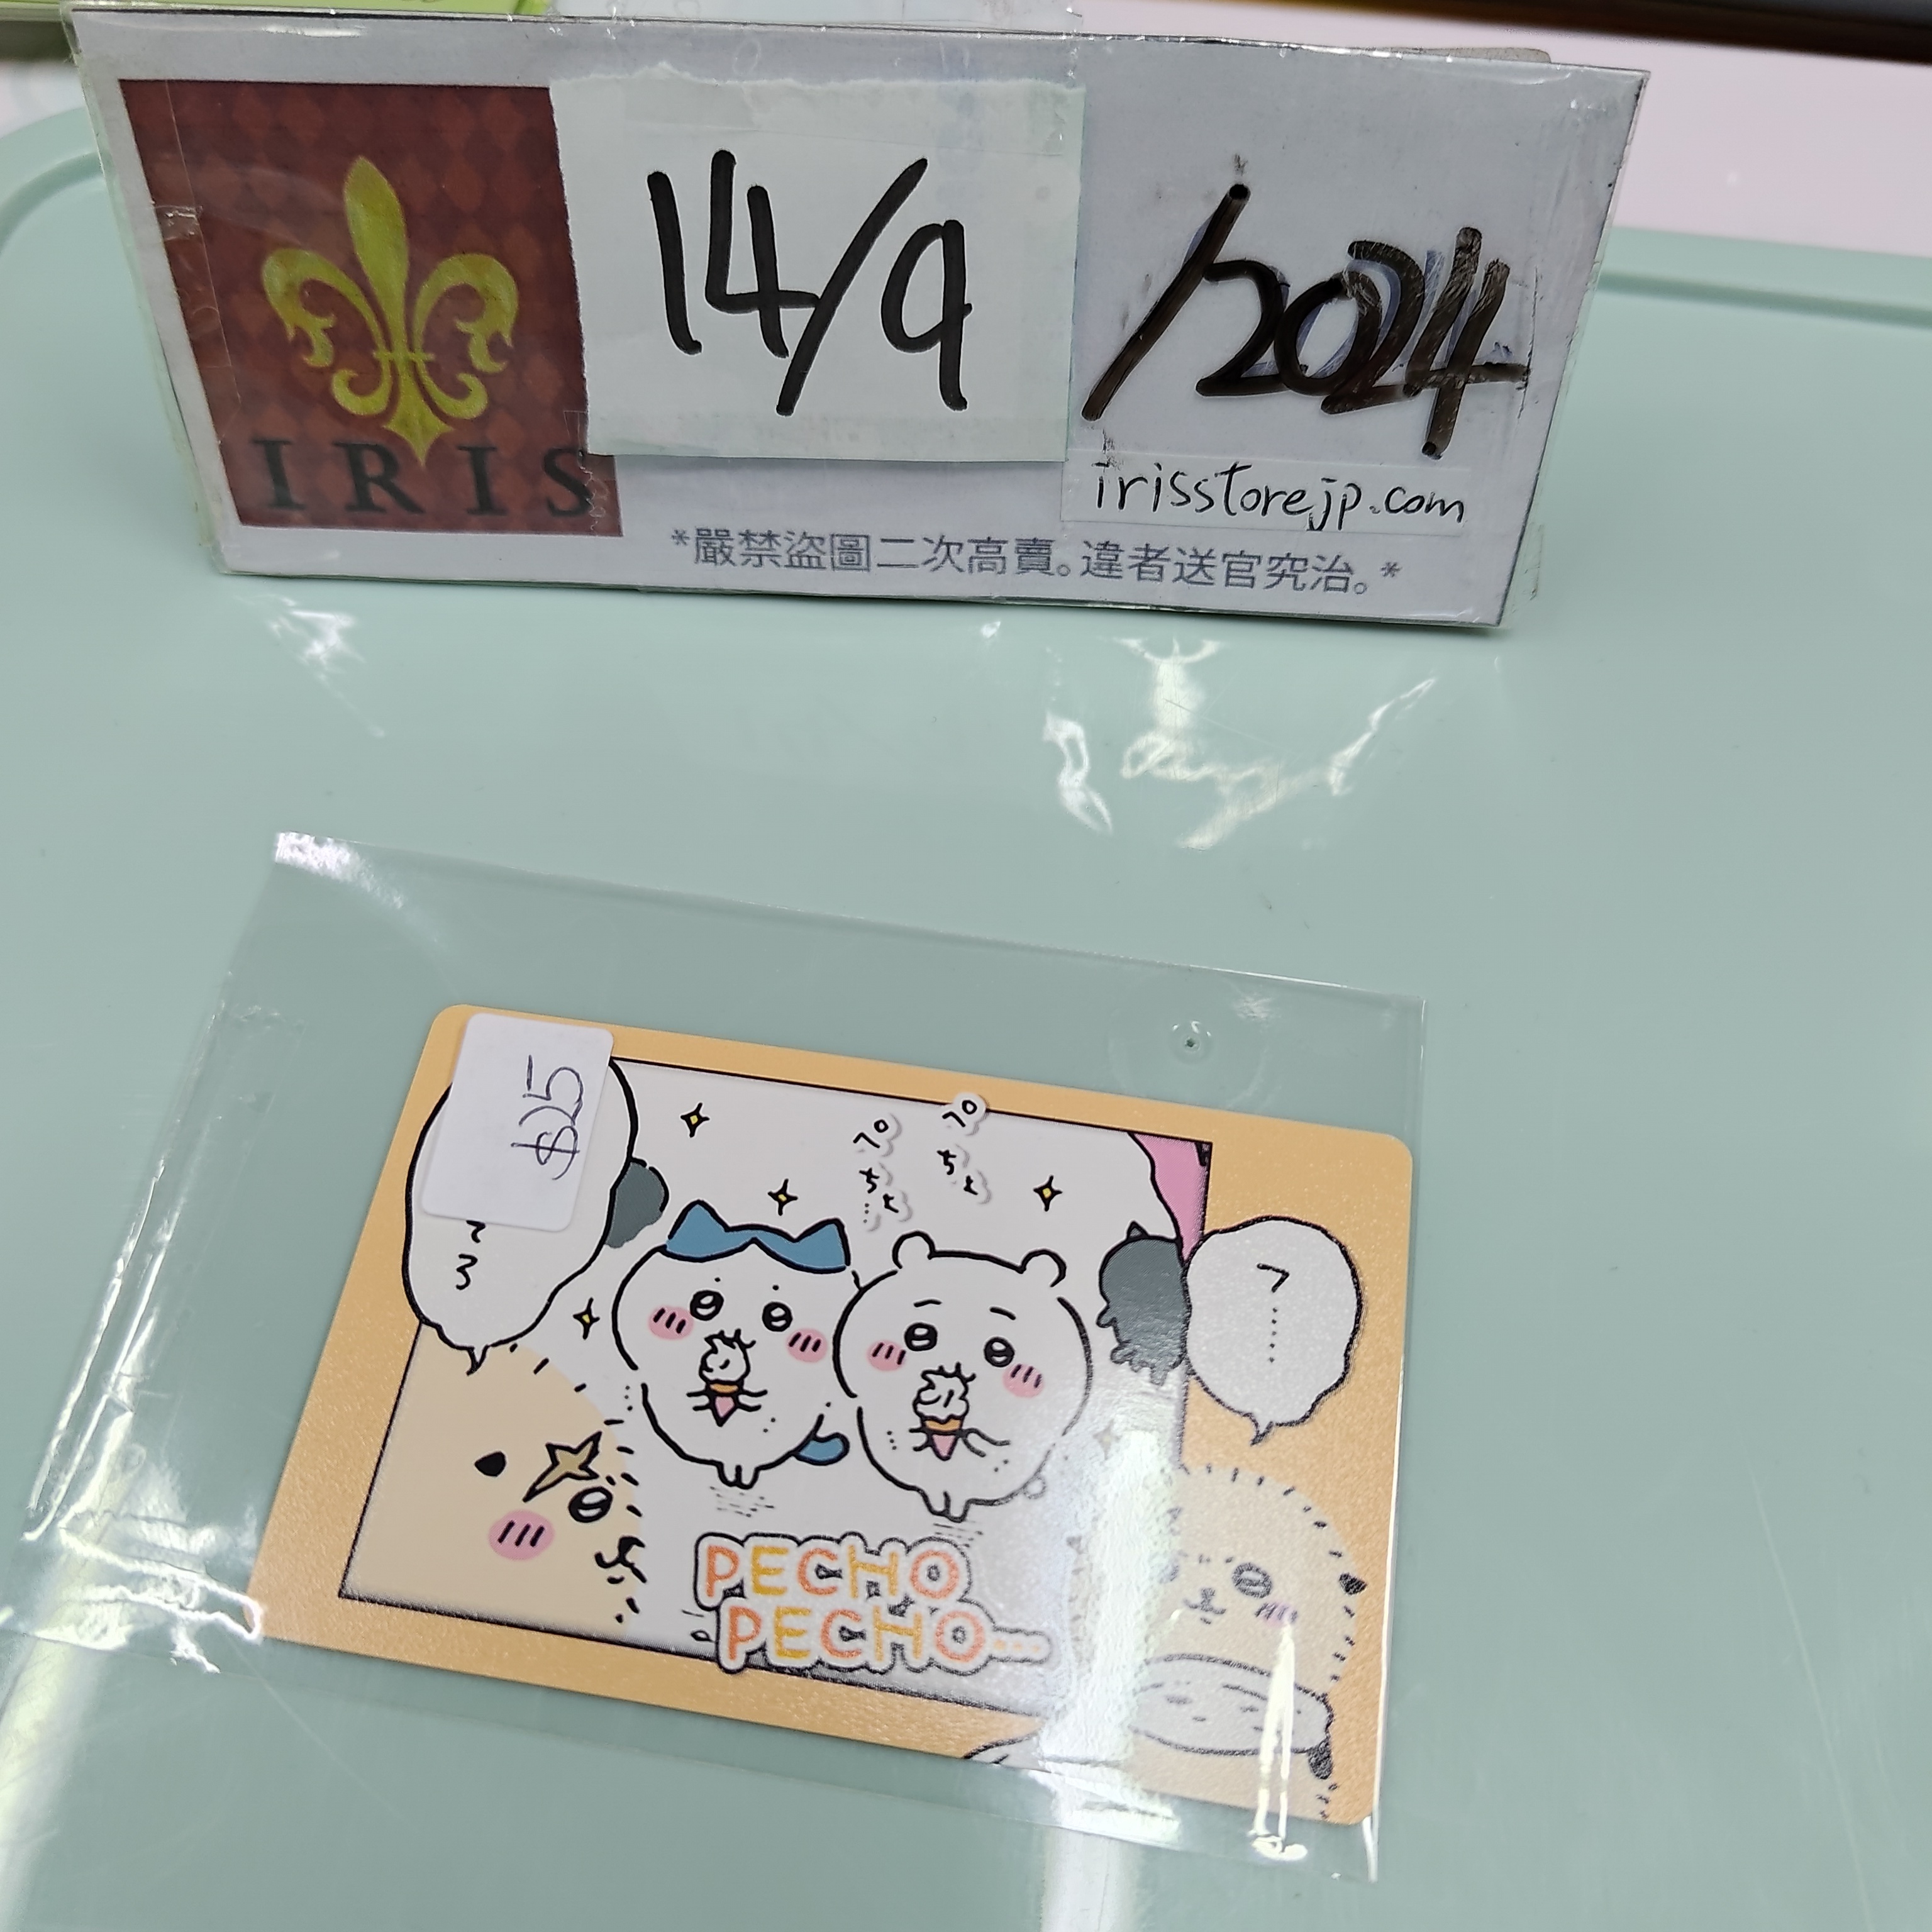 IRIS
14/9
/2024
irisstorejp.com
*嚴禁盜圖二次高賣。違者送官究治。*
$25
てろ
ぺちょ
ぺちょ…
へ……
PECHO
PECHO…